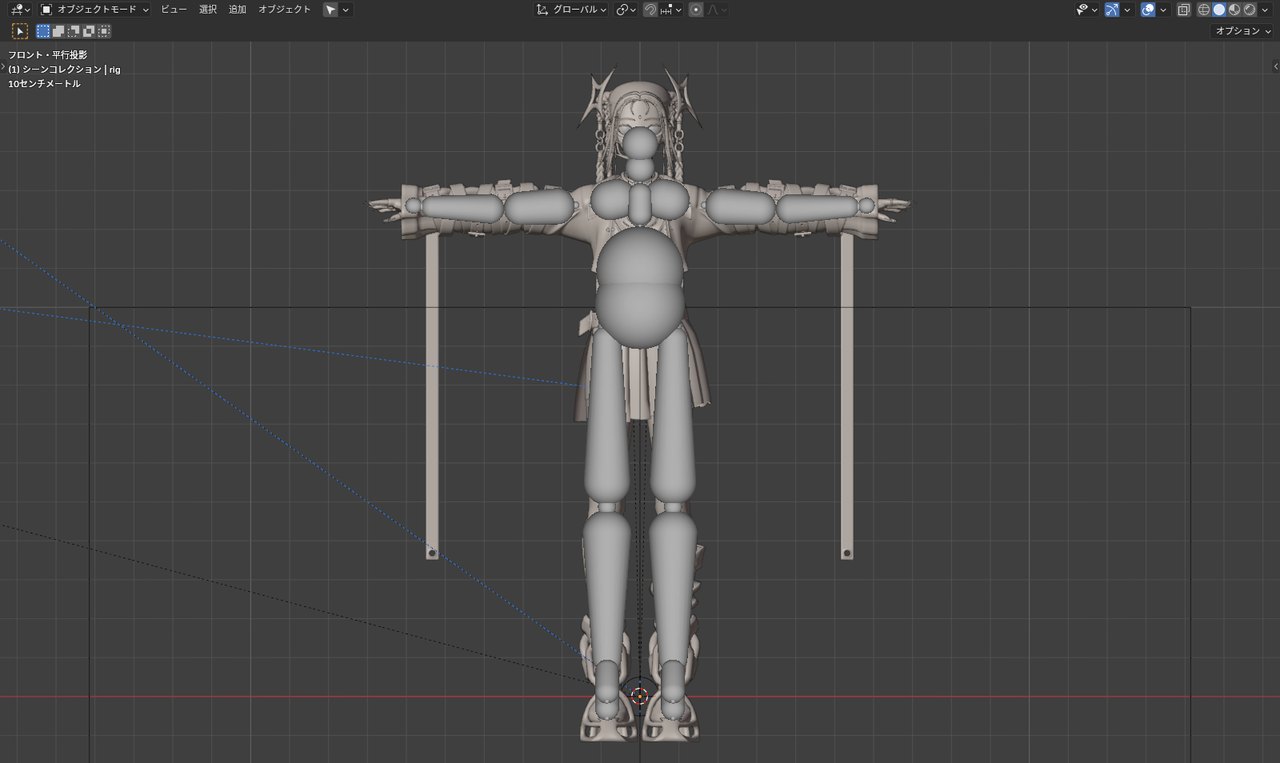 オブジェクトモード ビュー 選択 追加 オブジェクト グローバル
オプション
フロント・平行投影
(1) シーンコレクション | rig
10センチメートル